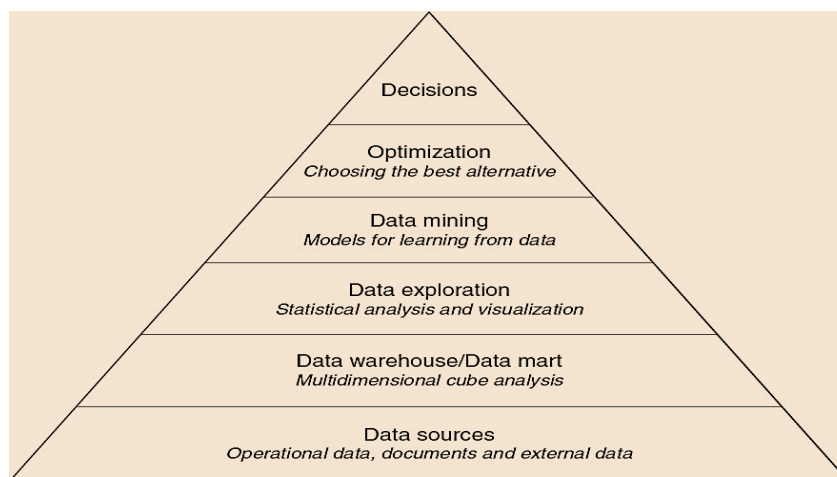 Decisions
Optimization
Choosing the best alternative
Data mining
Models for learning from data
Data exploration
Statistical analysis and visualization
Data warehouse/Data mart
Multidimensional cube analysis
Data sources
Operational data, documents and external data